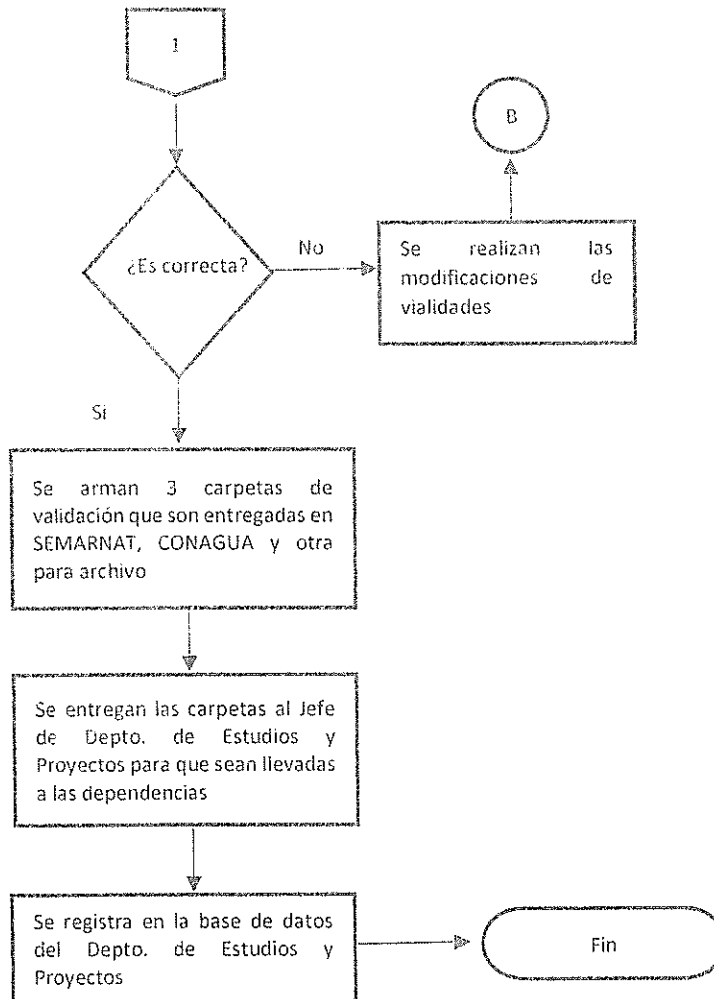 1
B
¿Es correcta?
No
Se realizan las
modificaciones de
vialidades
Si
Se arman 3 carpetas de
validación que son entregadas en
SEMARNAT, CONAGUA y otra
para archivo
Se entregan las carpetas al Jefe
de Depto. de Estudios y
Proyectos para que sean llevadas
a las dependencias
Se registra en la base de datos
del Depto. de Estudios y
Proyectos
Fin